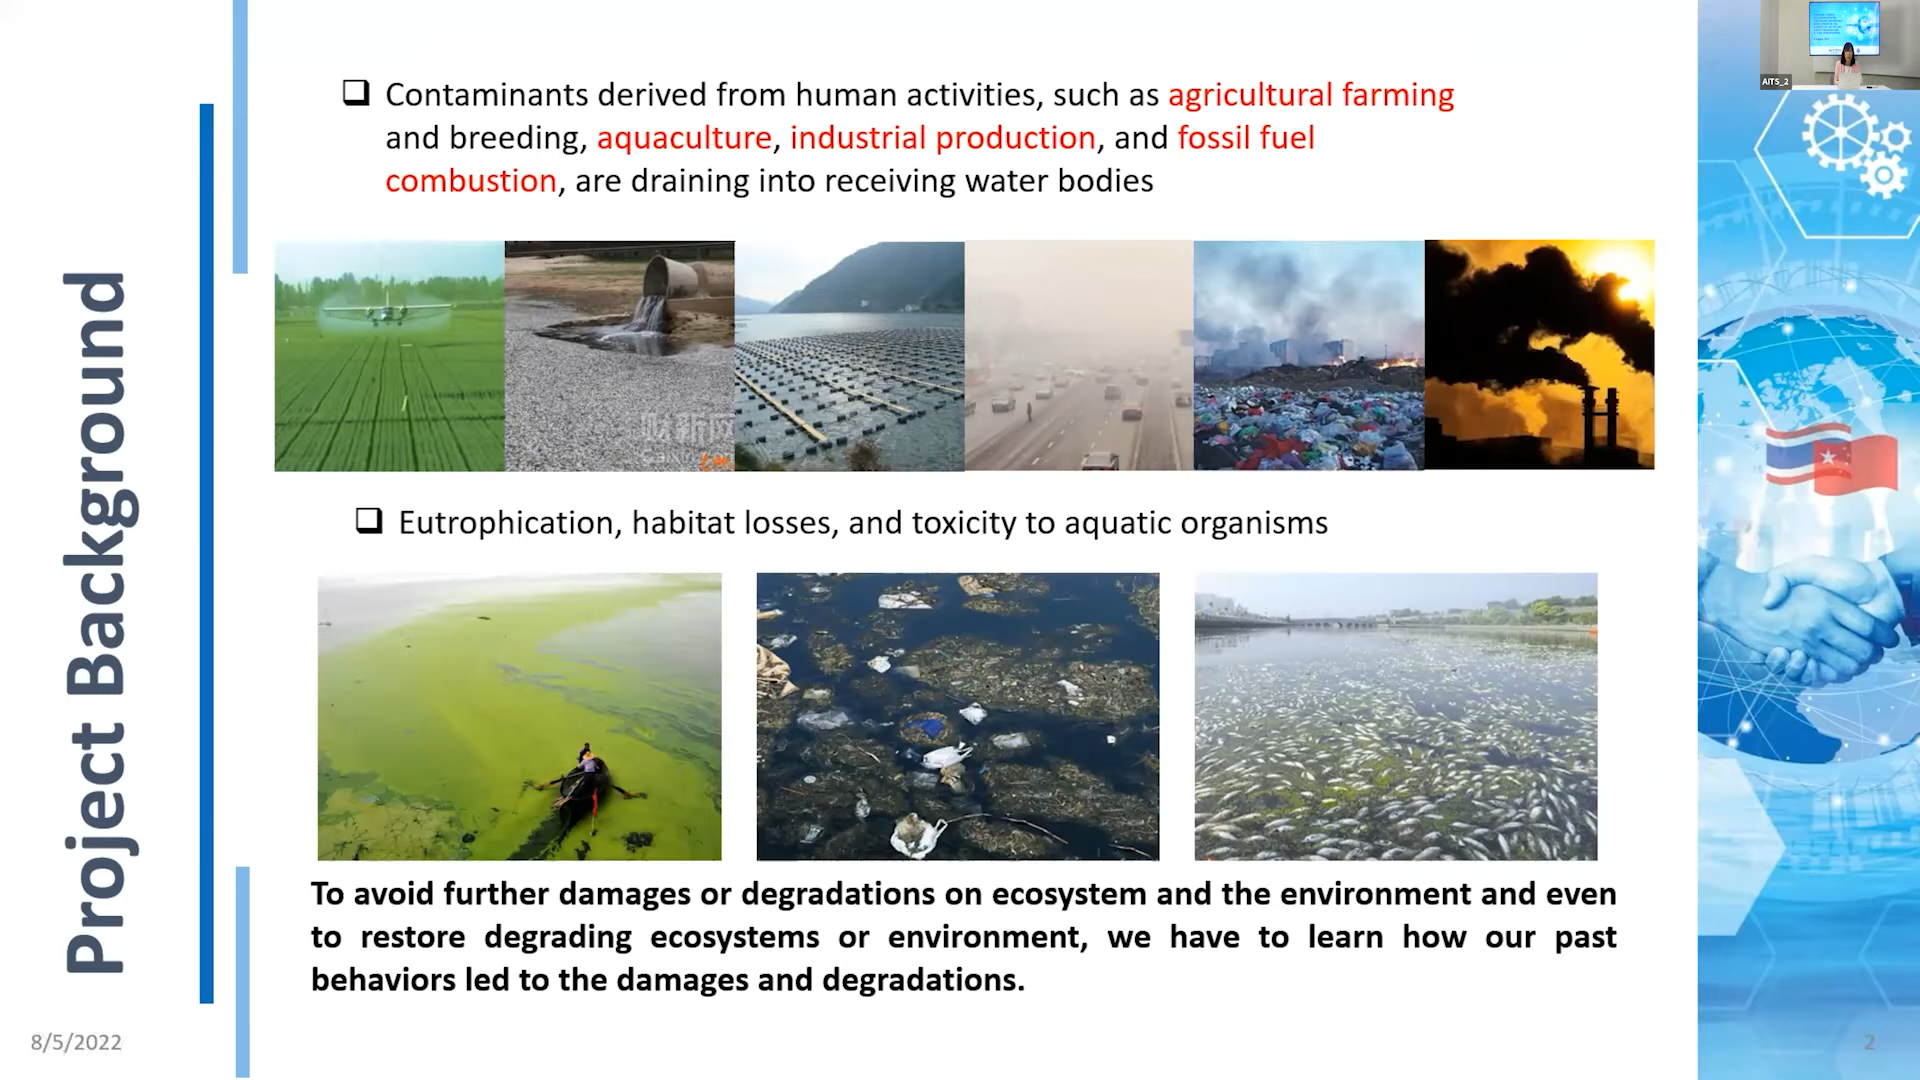 Project Background
❑ Contaminants derived from human activities, such as agricultural farming
and breeding, aquaculture, industrial production, and fossil fuel
combustion, are draining into receiving water bodies
❑ Eutrophication, habitat losses, and toxicity to aquatic organisms
To avoid further damages or degradations on ecosystem and the environment and even
to restore degrading ecosystems or environment, we have to learn how our past
behaviors led to the damages and degradations.
8/5/2022
2
AITS_2